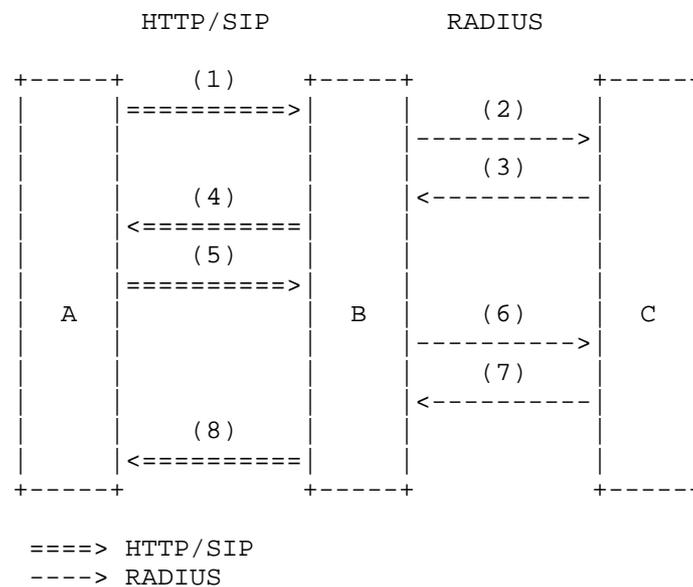 HTTP/SIP RADIUS
(1)
(2)
(3)
(4)
(5)
A B (6) C
(7)
(8)
====> HTTP/SIP
----> RADIUS